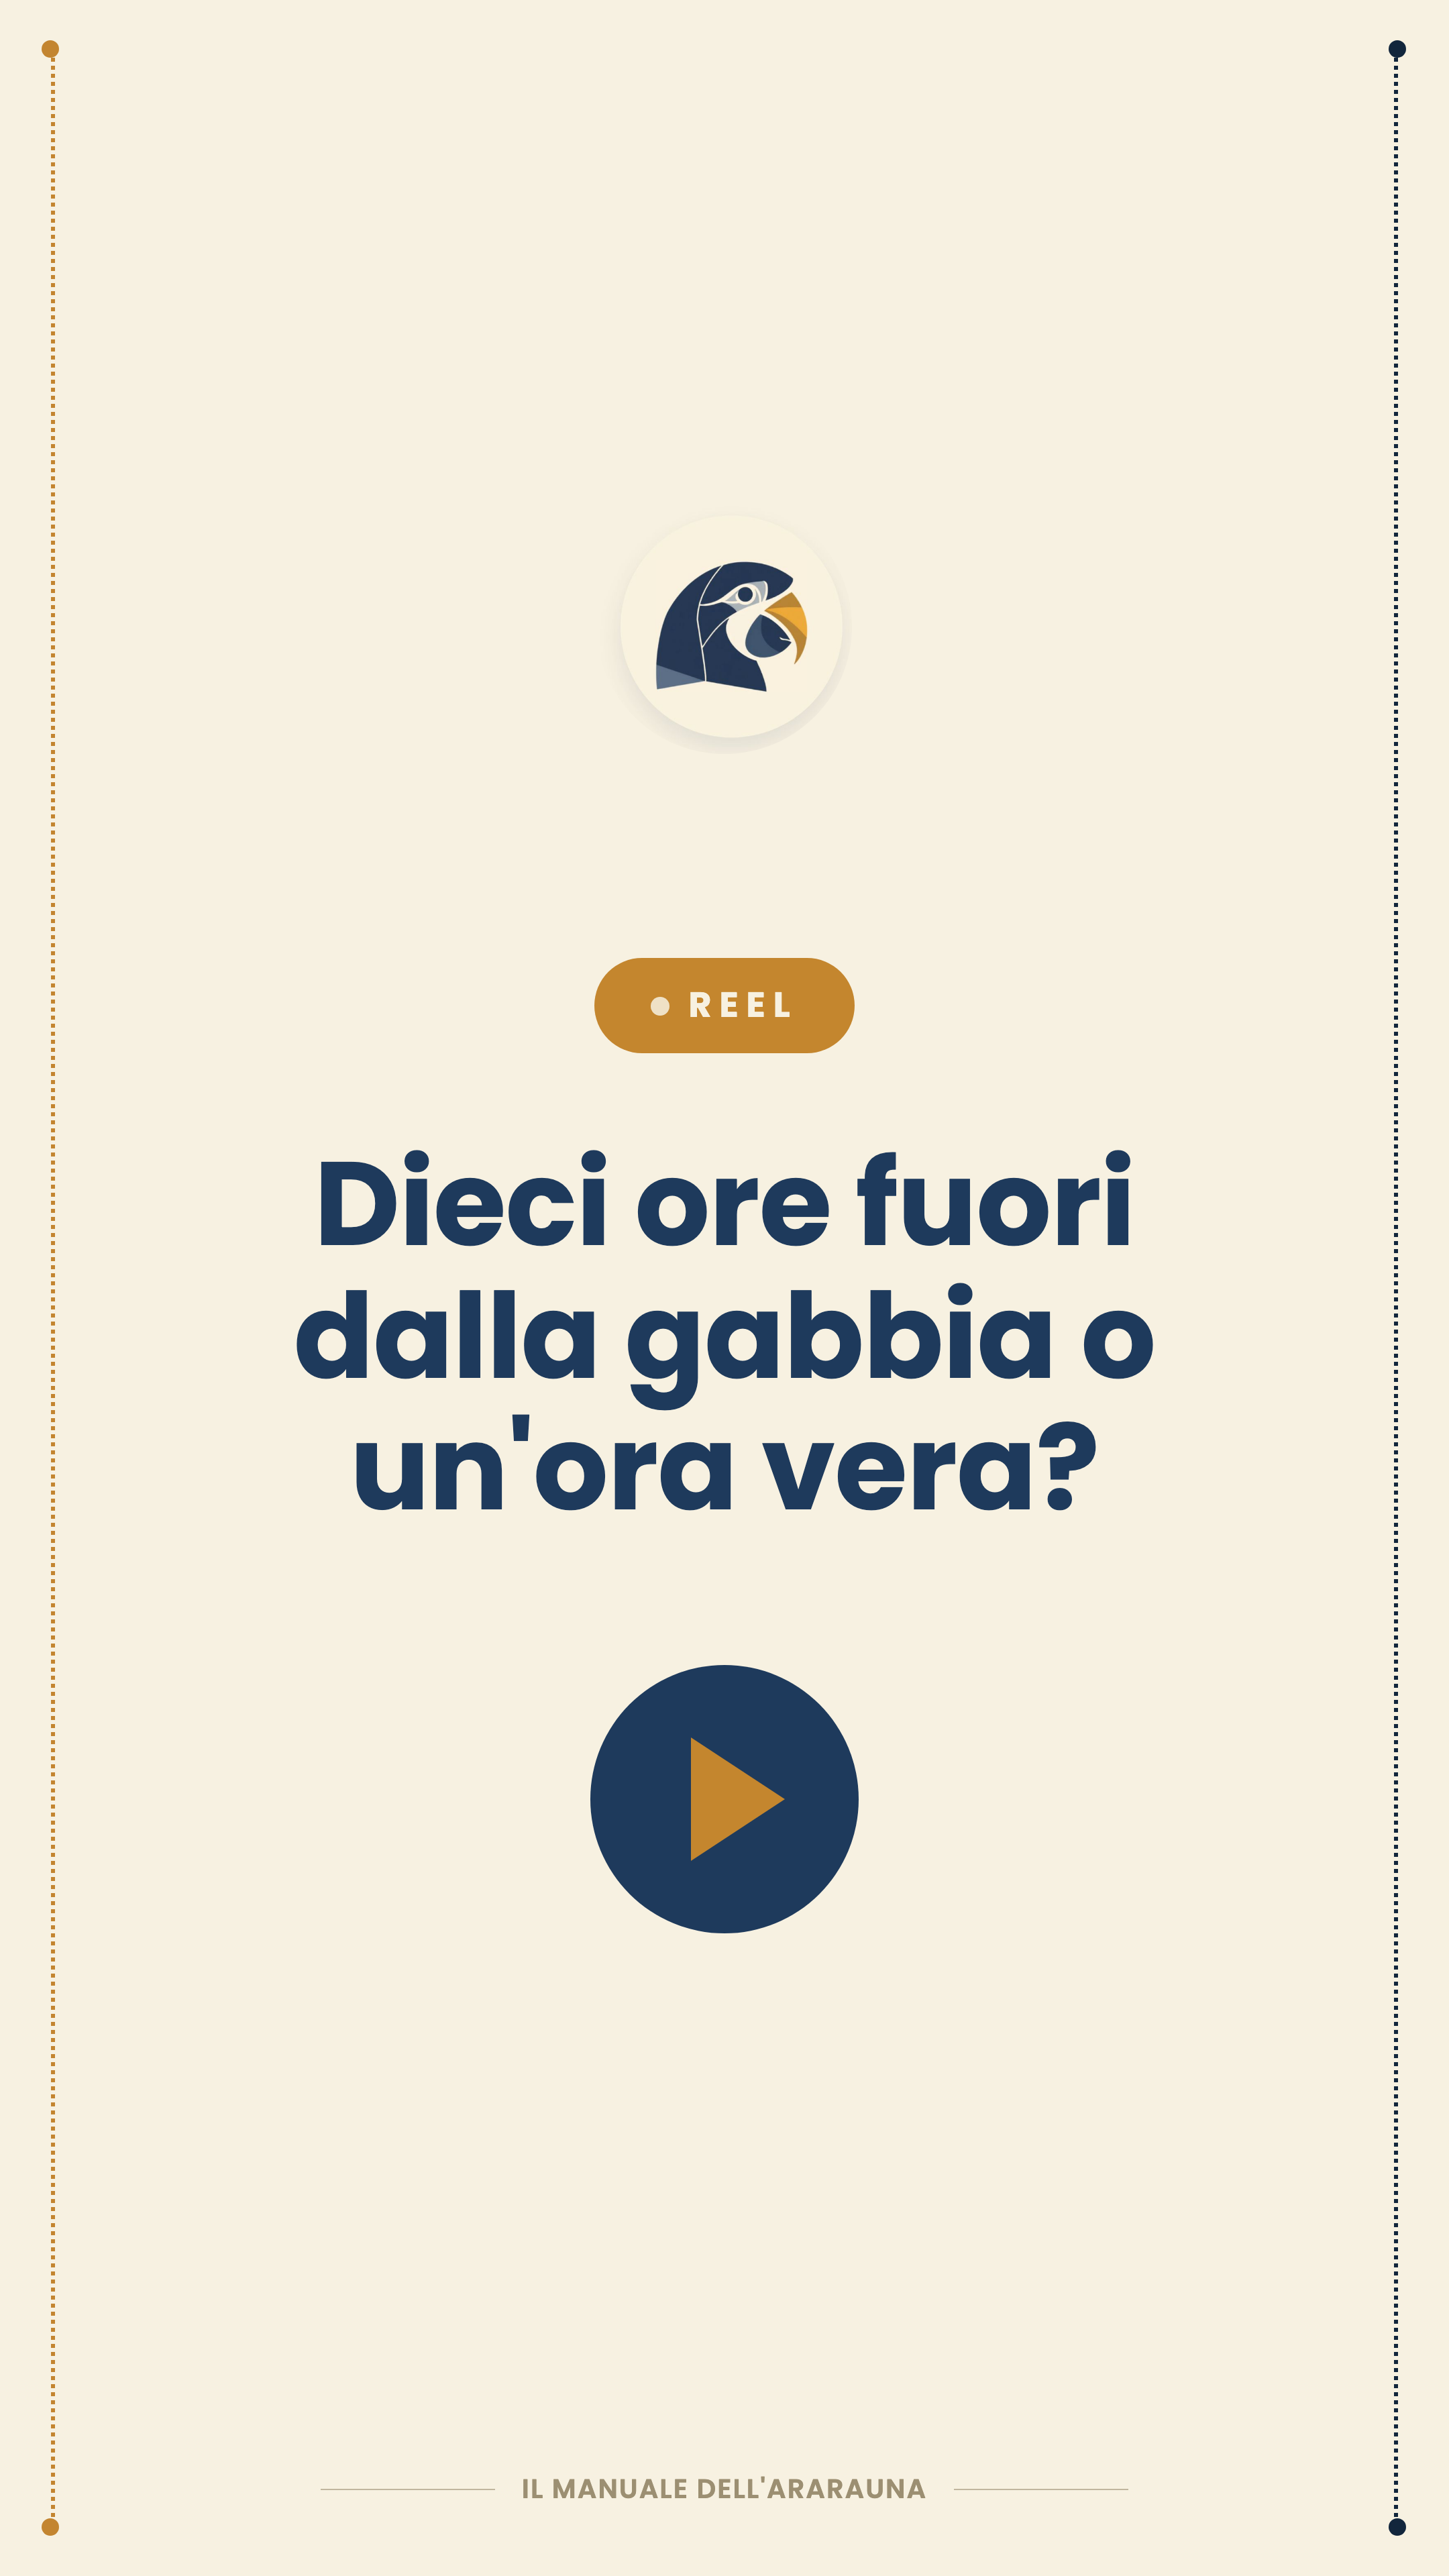 REEL
Dieci ore fuori
dalla gabbia o
un'ora vera?
IL MANUALE DELL'ARARAUNA